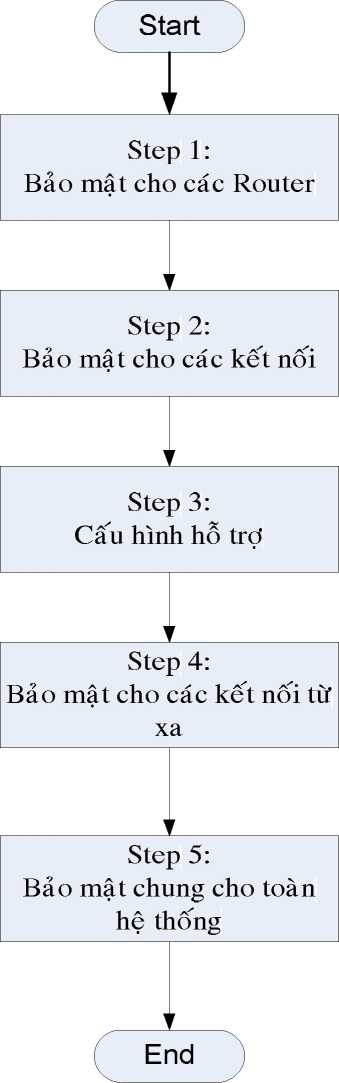 Start
Step 1:
Bảo mật cho các Router
Step 2:
Bảo mật cho các kết nối
Step 3:
Cấu hình hỗ trợ
Step 4:
Bảo mật cho các kết nối từ
xa
Step 5:
Bảo mật chung cho toàn
hệ thống
End